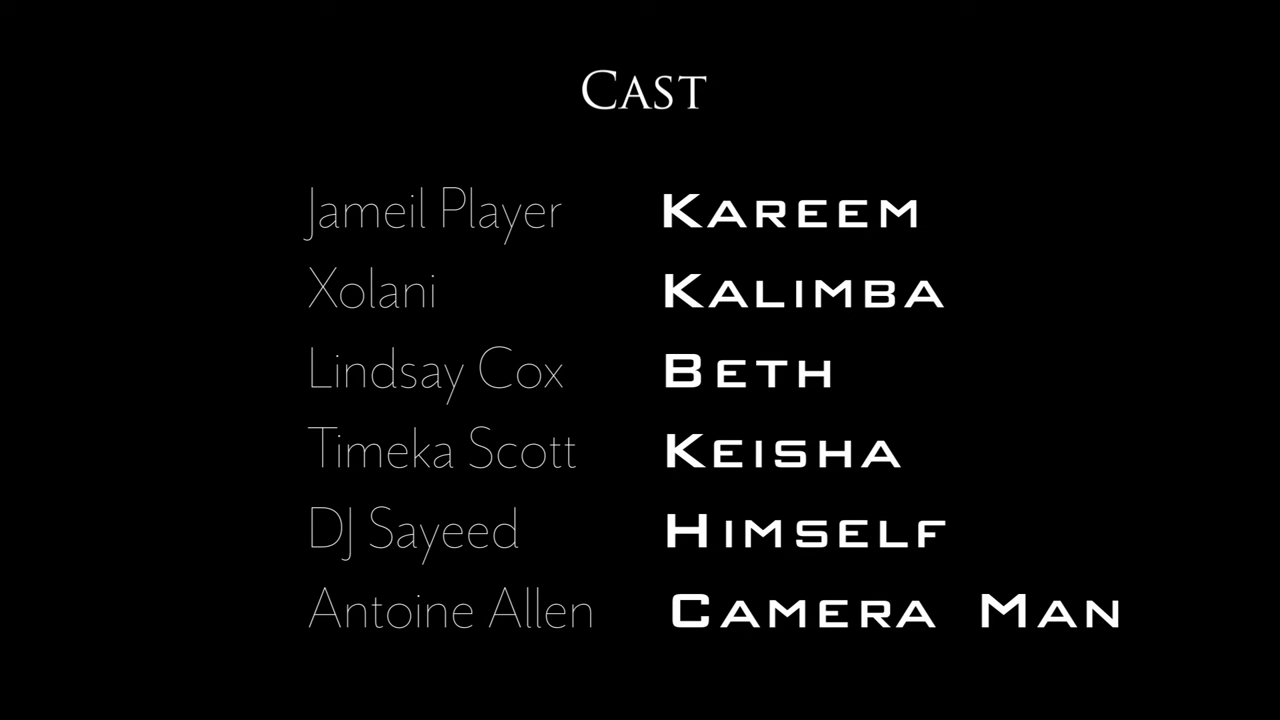 CAST
Jameil Player KAREEM
Xolani KALIMBA
Lindsay Cox BETH
Timeka Scott KEISHA
DJ Sayeed HIMSELF
Antoine Allen CAMERA MAN